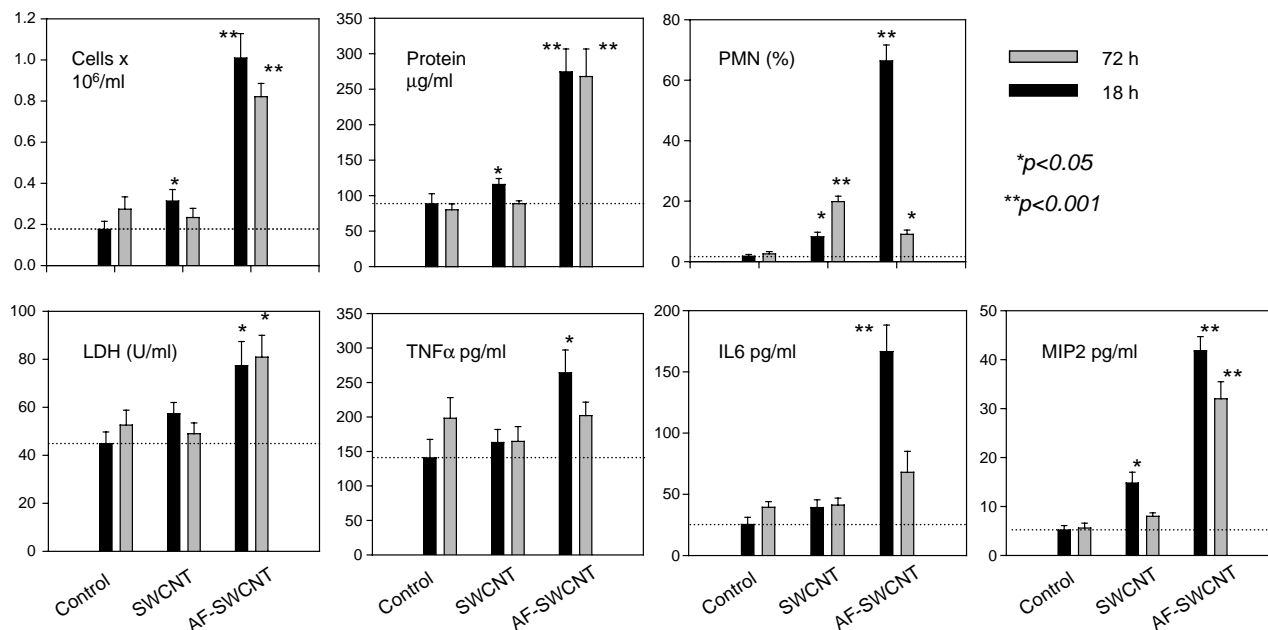 1.2
1.0
0.8
0.6
0.4
0.2
0.0
Cells x
10⁶/ml
**
**
*
350
300
250
200
150
100
50
0
Protein
μg/ml
** **
*
80
60
40
20
0
PMN (%)
**
**
*
*
72 h
18 h
*p<0.05
**p<0.001
100
80
60
40
20
0
LDH (U/ml)
* *
Control
SWCNT
AF-SWCNT
350
300
250
200
150
100
50
0
TNFα pg/ml
*
Control
SWCNT
AF-SWCNT
200
150
100
50
0
IL6 pg/ml
**
Control
SWCNT
AF-SWCNT
50
40
30
20
10
0
MIP2 pg/ml
**
**
*
Control
SWCNT
AF-SWCNT